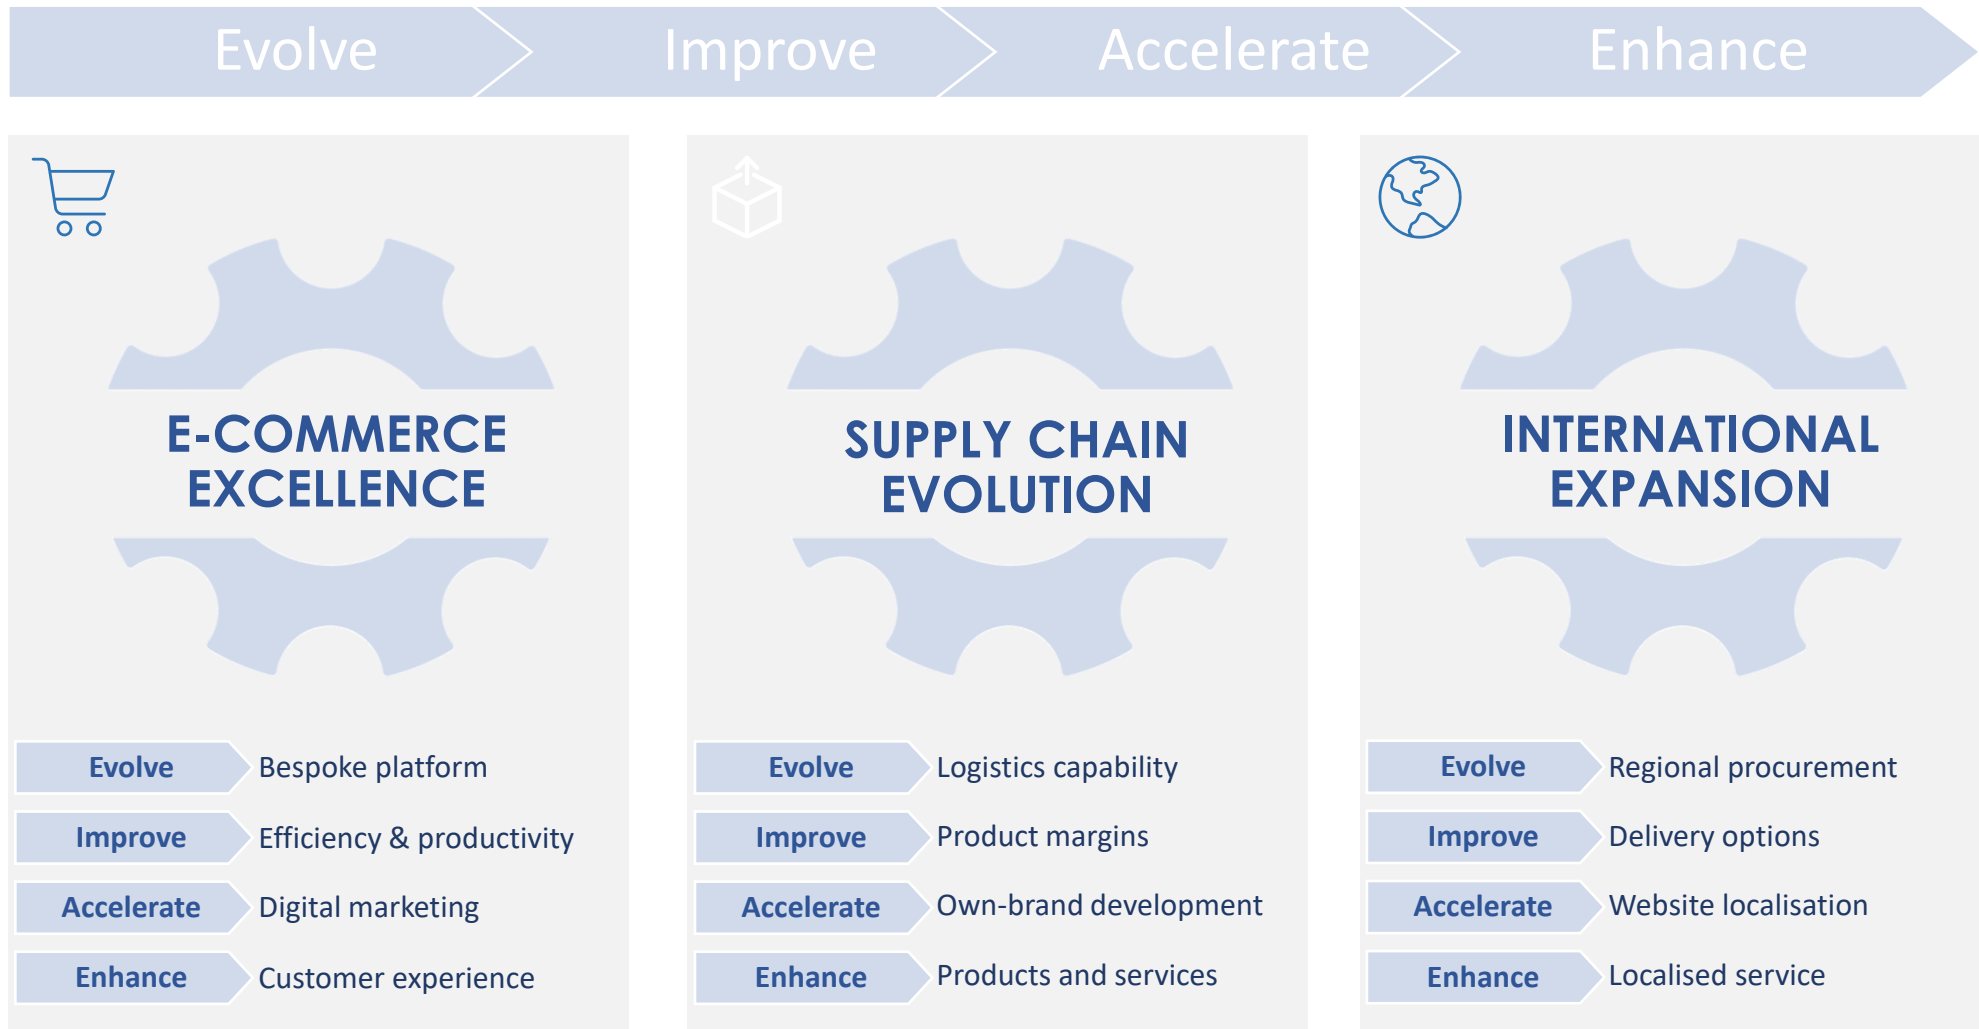 Evolve
Improve
Accelerate
Enhance
E-COMMERCE
EXCELLENCE
Evolve Bespoke platform
Improve Efficiency & productivity
Accelerate Digital marketing
Enhance Customer experience
SUPPLY CHAIN
EVOLUTION
Evolve Logistics capability
Improve Product margins
Accelerate Own-brand development
Enhance Products and services
INTERNATIONAL
EXPANSION
Evolve Regional procurement
Improve Delivery options
Accelerate Website localisation
Enhance Localised service